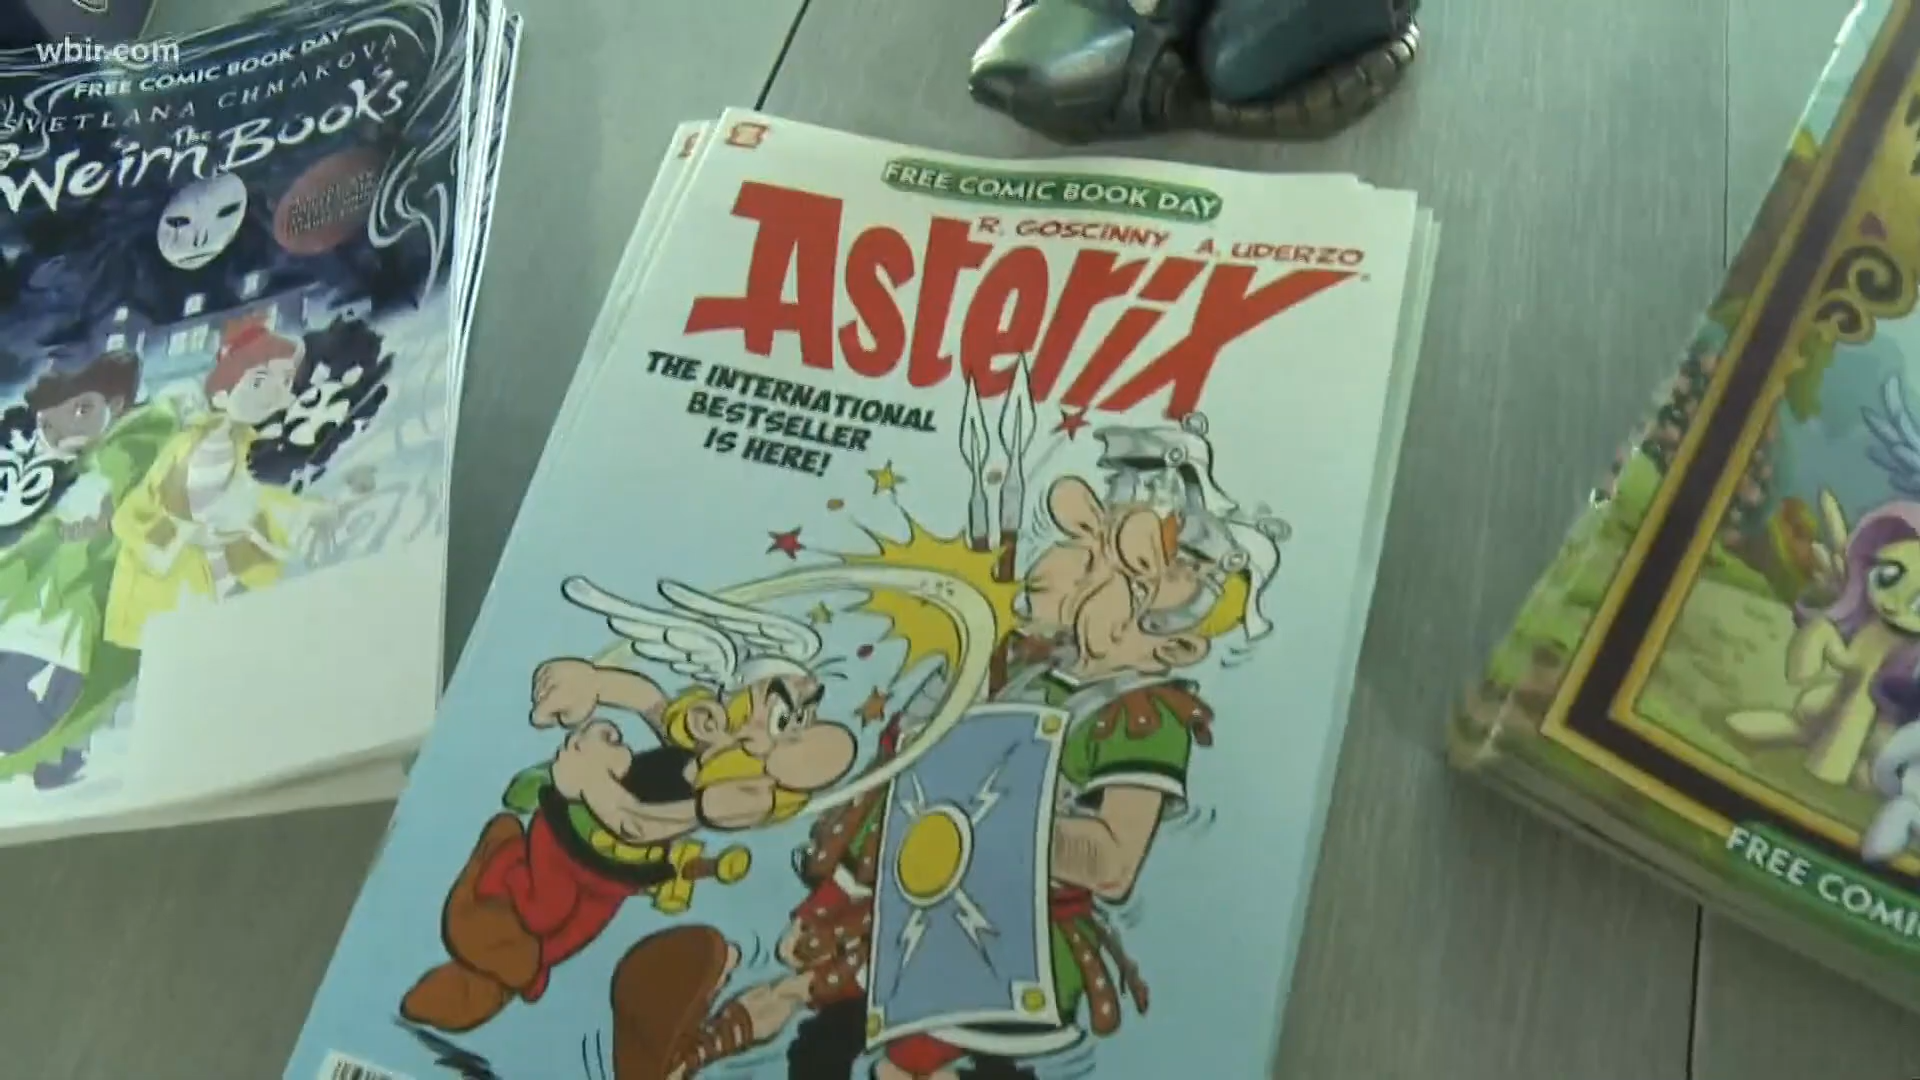 wbir.com
FREE COMIC BOOK DAY
SVETLANA CHMAKOVA
THE
Weirn Books
FREE COMIC BOOK DAY
R. GOSCINNY A. UDERZO
Asterix
THE INTERNATIONAL
BESTSELLER
IS HERE!
FREE COMIC